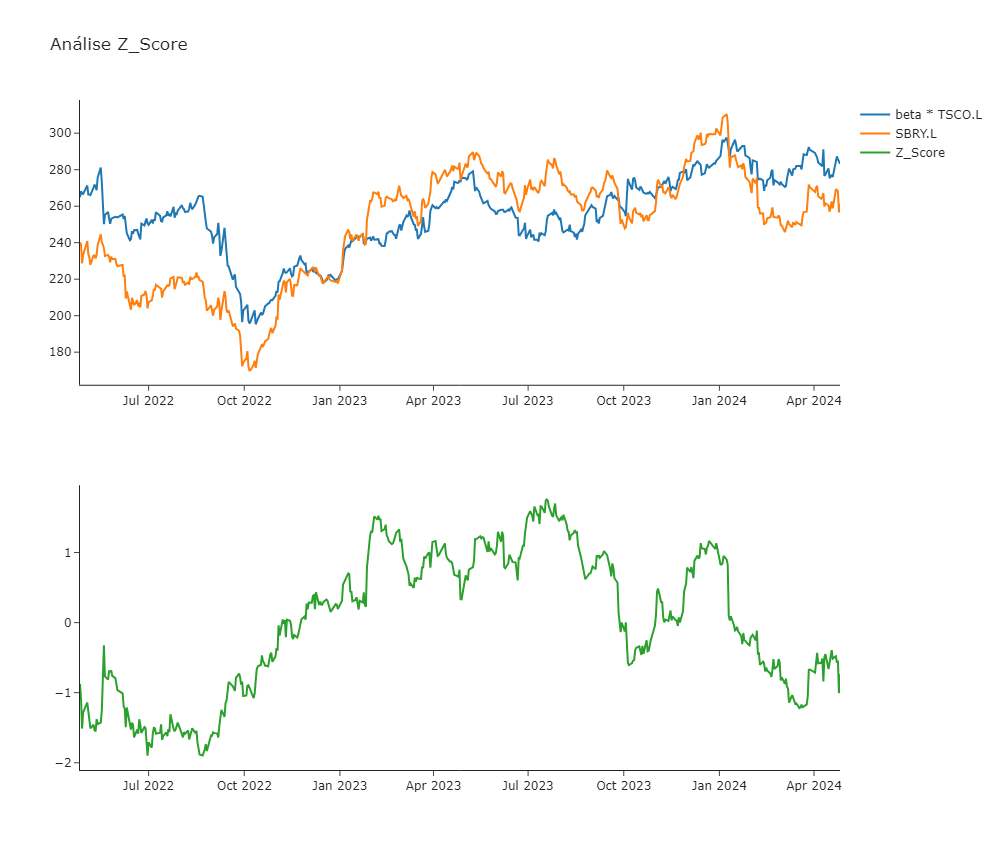 Análise Z_Score
beta * TSCO.L
SBRY.L
Z_Score
300
280
260
240
220
200
180
Jul 2022 Oct 2022 Jan 2023 Apr 2023 Jul 2023 Oct 2023 Jan 2024 Apr 2024
1
0
−1
−2
Jul 2022 Oct 2022 Jan 2023 Apr 2023 Jul 2023 Oct 2023 Jan 2024 Apr 2024